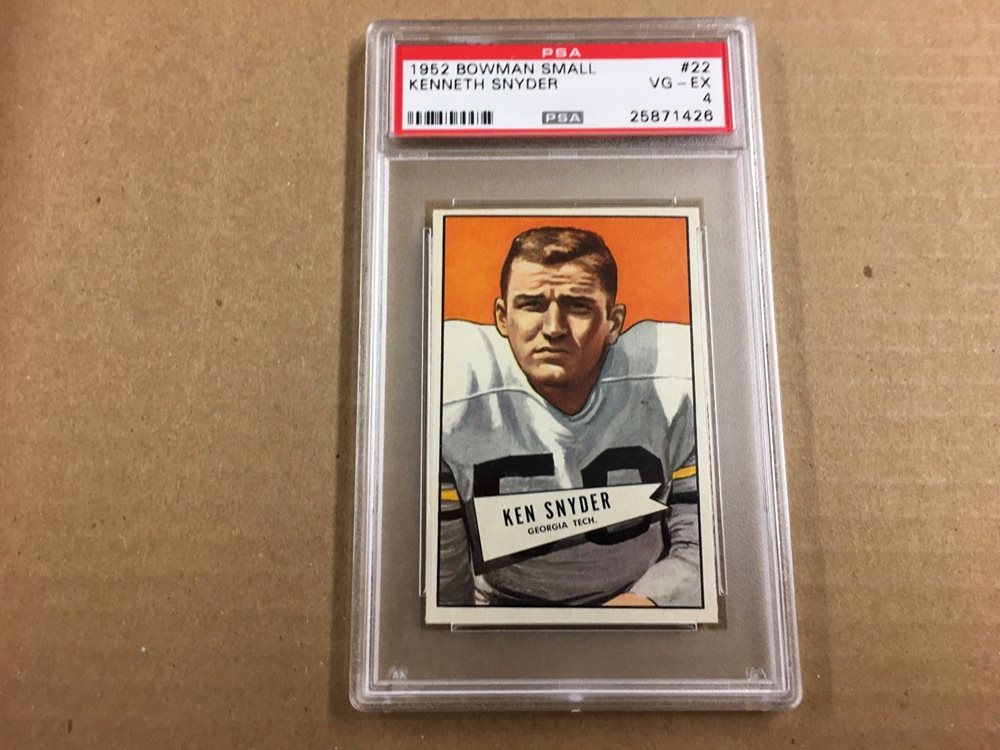 PSA
1952 BOWMAN SMALL #22
KENNETH SNYDER VG-EX
4
PSA 25871426
KEN SNYDER
GEORGIA TECH.